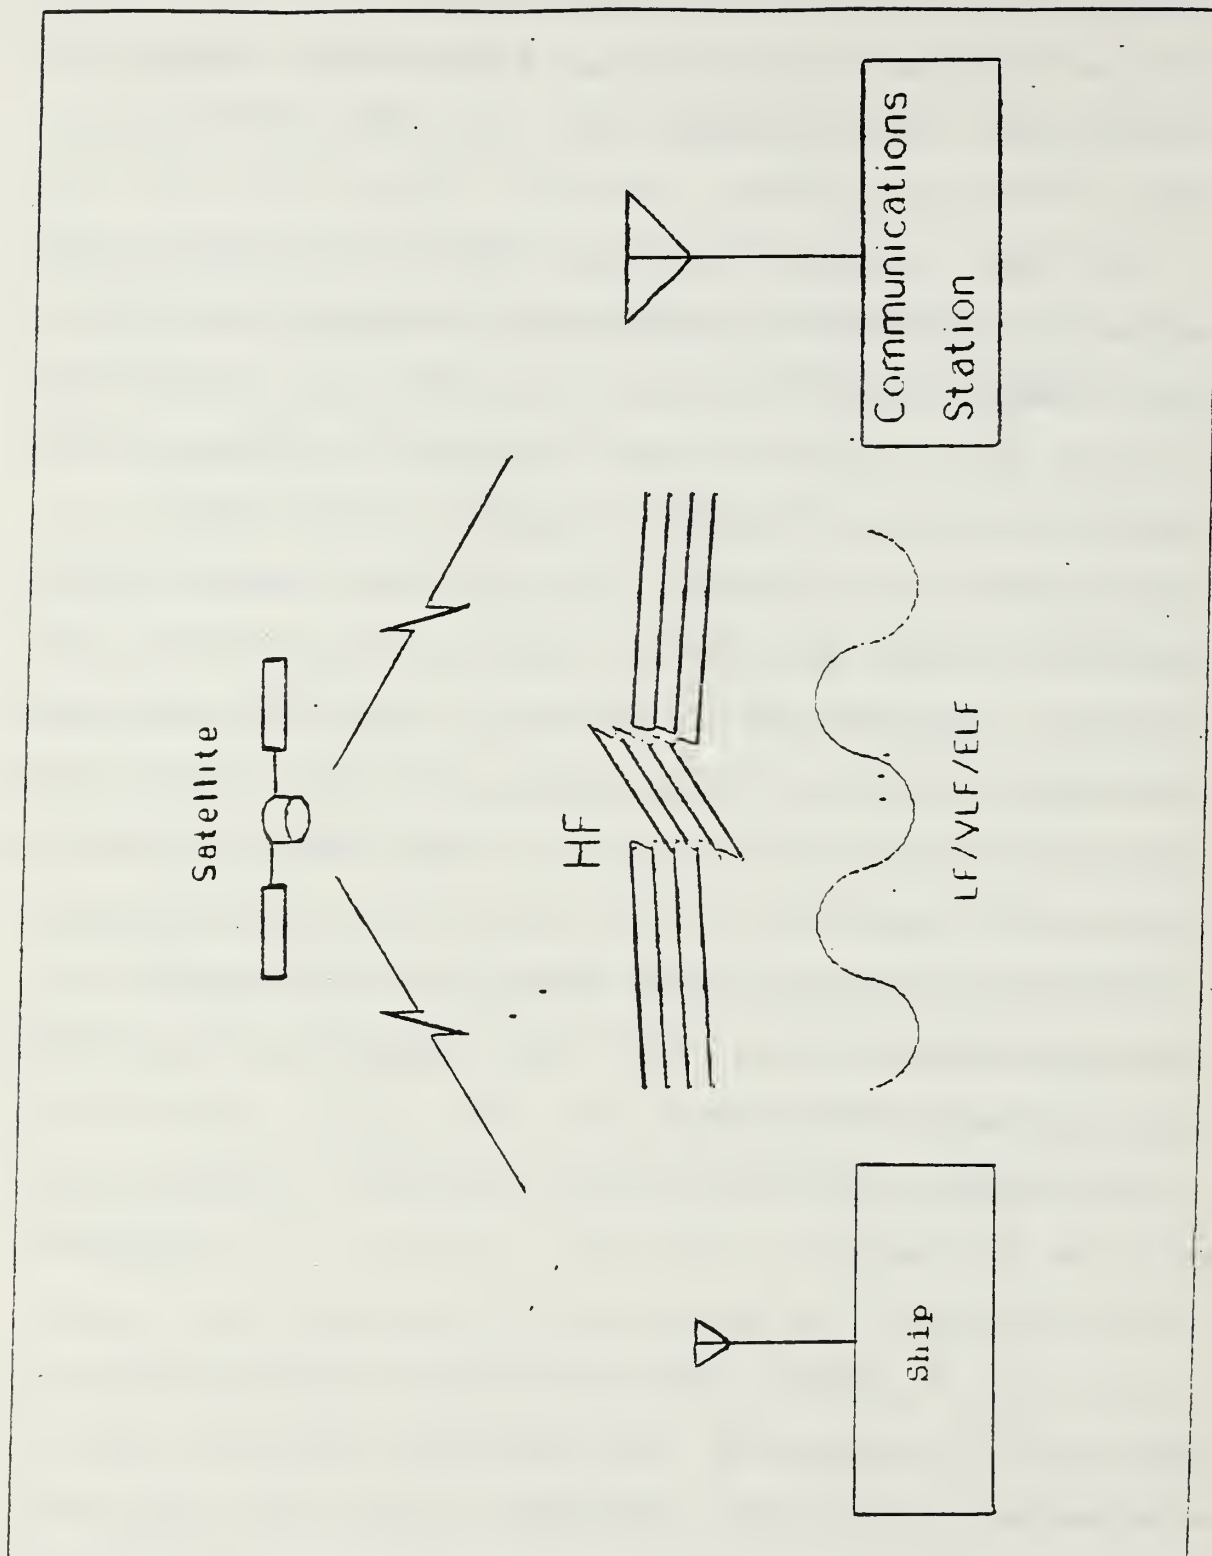 Satellite
HF
LF/VLF/ELF
Ship
Communications
Station